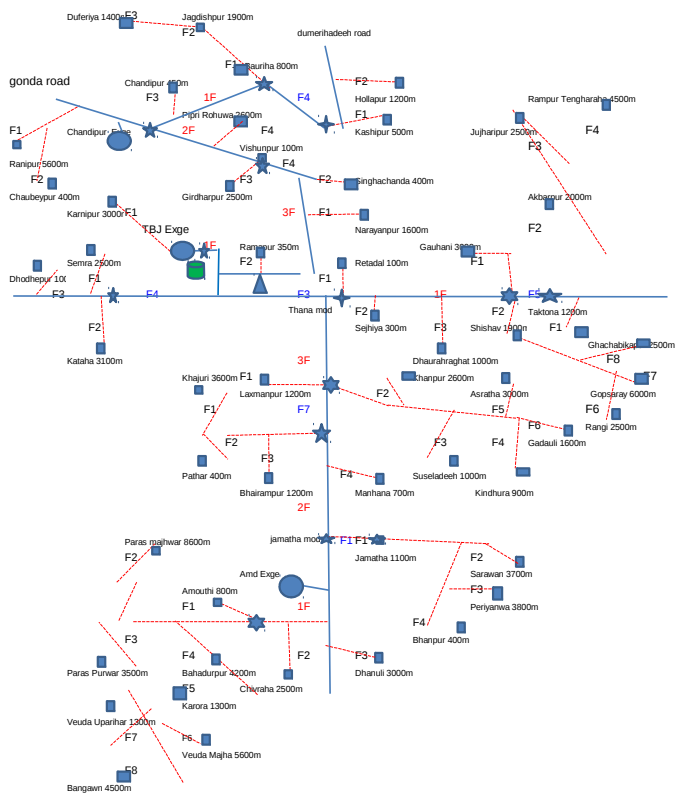 Duferiya 1400m
F3
Jagdishpur 1900m
F2
dumerihadeeh road
F1
Bauriha 800m
gonda road
Chandipur 450m
F3
1F
F4
F2
Hollapur 1200m
Rampur Tengharaha 4500m
F1
Pipri Rohuwa 2600m
2F
F4
F1
Kashipur 500m
Jujharipur 2500m
F4
Chandipur Exge
Vishunpur 100m
F3
Ranipur 5600m
F4
F2
Chaubeypur 400m
F3
Girdharpur 2500m
F2
Singhachanda 400m
Akbarpur 2000m
Karnipur 3000m
F1
3F
F1
F2
TBJ Exge
Narayanpur 1600m
1F
Ramapur 350m
Gauhani 3000m
Semra 2500m
F2
Retadal 100m
F1
Dhodhepur 100
F1
F1
F3
F4
F3
1F
F5
Thana mod
F2
F2
Taktona 1200m
F2
Sejhiya 300m
F3
Shishav 1900m
F1
Kataha 3100m
Dhaurahraghat 1000m
Ghachabikapur 2500m
3F
F8
Khajuri 3600m
F1
Khanpur 2600m
F7
Laxmanpur 1200m
F2
Asratha 3000m
Gopsaray 6000m
F1
F7
F5
F6
F2
F6
Rangi 2500m
F3
F3
F4
Gadauli 1600m
F4
Pathar 400m
Suseladeeh 1000m
Bhairampur 1200m
Manhana 700m
Kindhura 900m
2F
jamatha mod
F1
F1
Paras majhwar 8600m
Jamatha 1100m
F2
F2
Amd Exge
Sarawan 3700m
Amouthi 800m
F3
F1
1F
Periyanwa 3800m
F4
F3
Bhanpur 400m
F4
F2
F3
Paras Purwar 3500m
Bahadurpur 4200m
Dhanuli 3000m
F5
Chivraha 2500m
Karora 1300m
Veuda Uparihar 1300m
F7
F6
Veuda Majha 5600m
F8
Bangawn 4500m